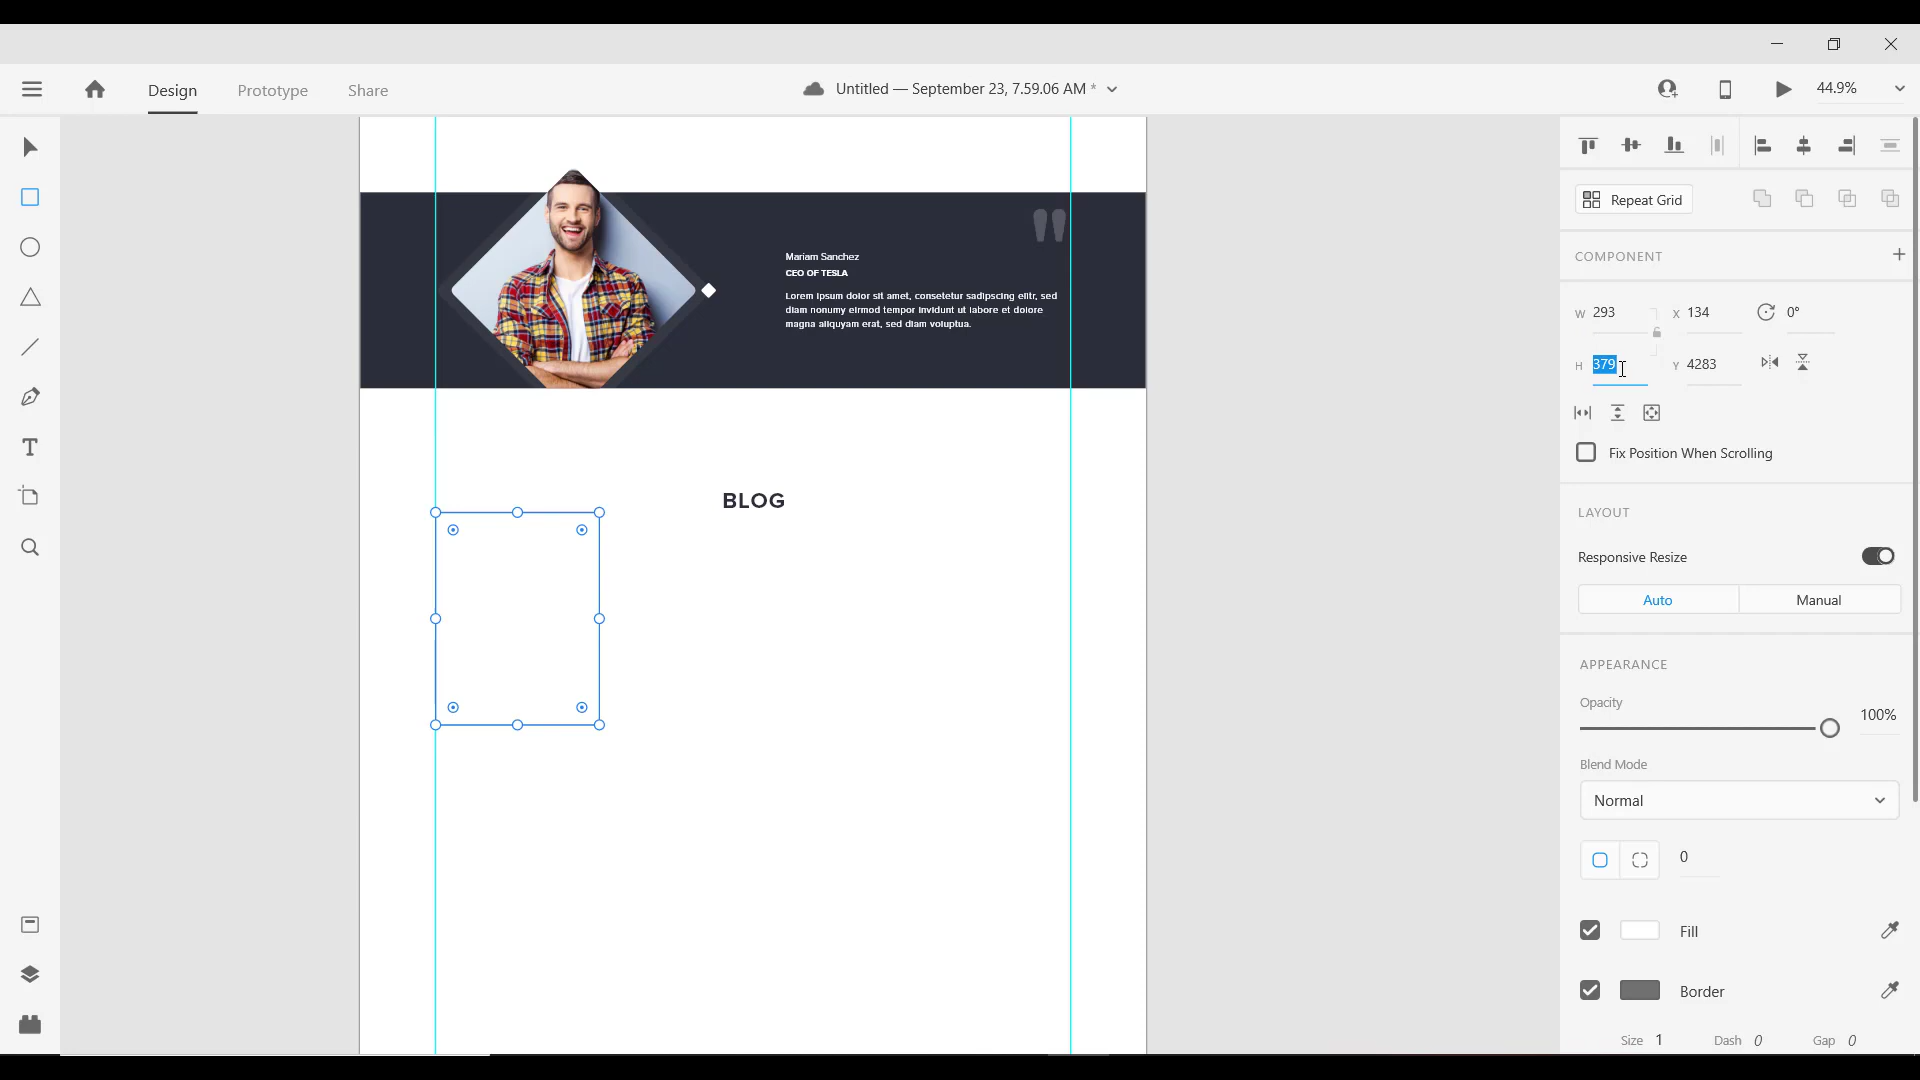 Design
Prototype
Share
Untitled — September 23, 7.59.06 AM *
44.9%
Repeat Grid
COMPONENT
W 293
X 134
0°
H 379
Y 4283
Fix Position When Scrolling
LAYOUT
Responsive Resize
Auto
Manual
APPEARANCE
Opacity
100%
Blend Mode
Normal
0
Fill
Border
Size 1
Dash 0
Gap 0
"
Mariam Sanchez
CEO OF TESLA
Lorem ipsum dolor sit amet, consetetur sadipscing elitr, sed
diam nonumy eirmod tempor invidunt ut labore et dolore
magna aliquyam erat, sed diam voluptua.
BLOG